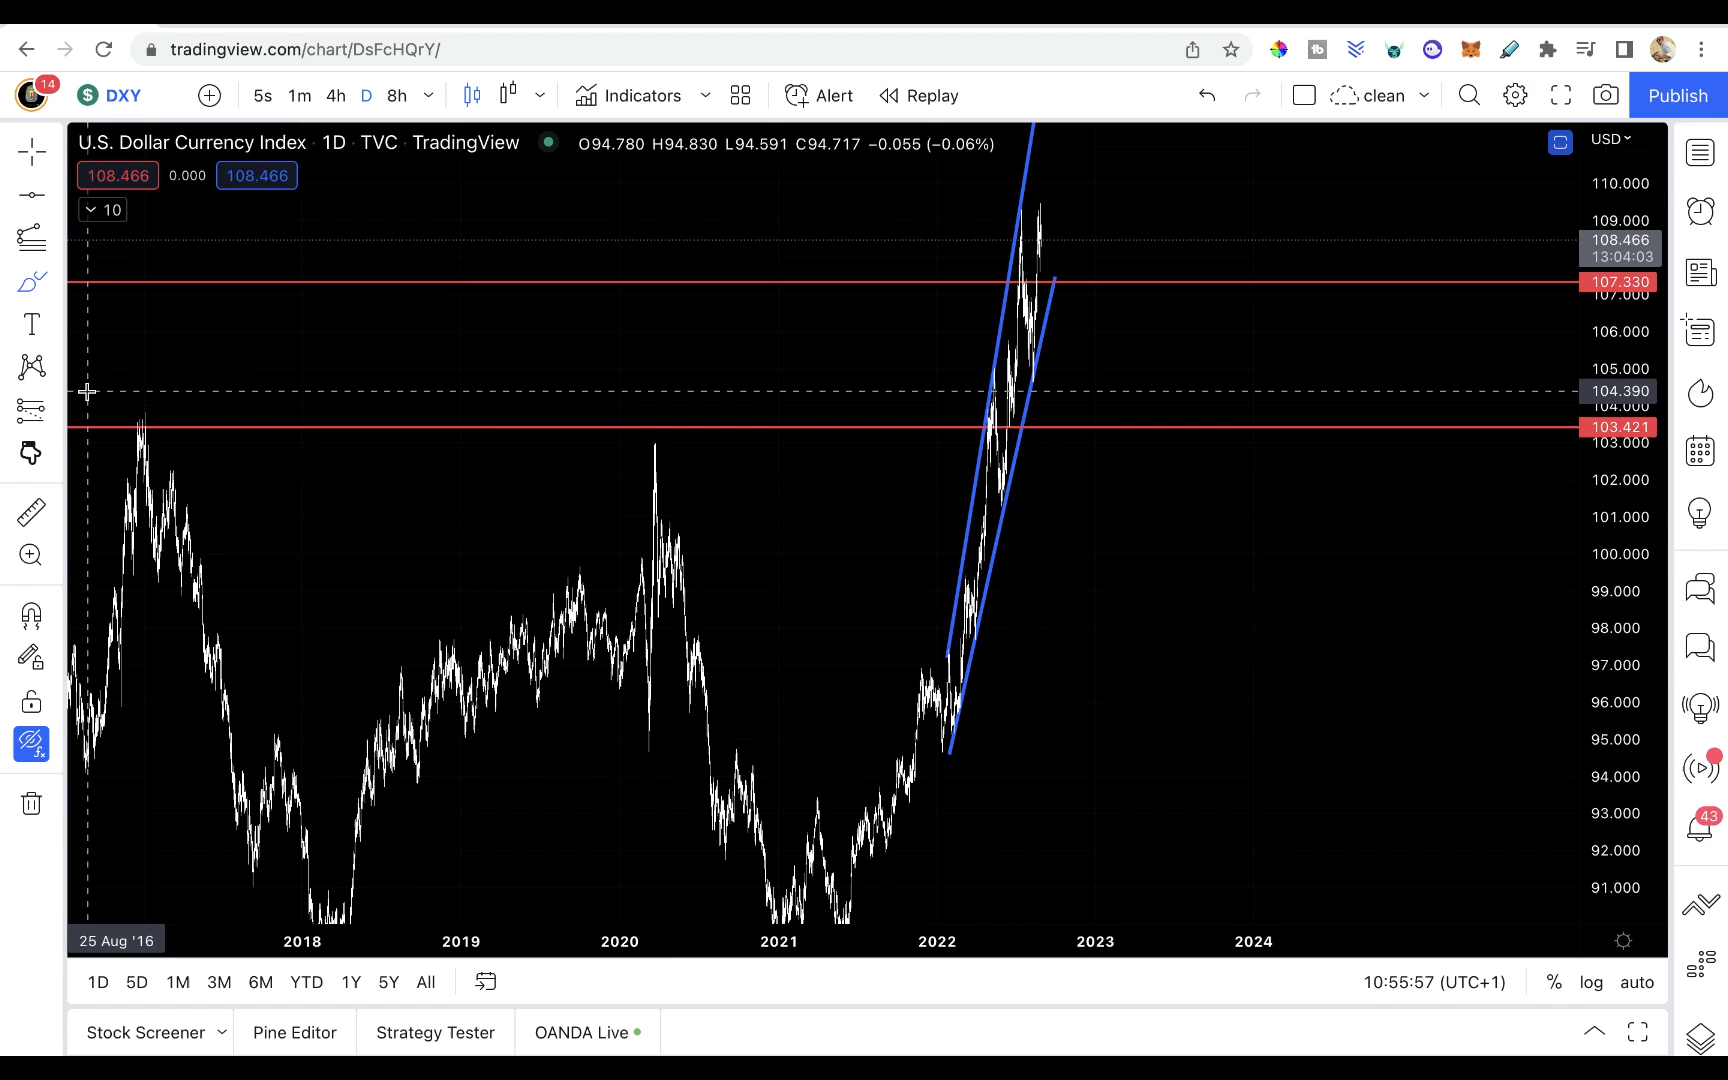 tradingview.com/chart/DsFcHQrY/
14
$ DXY
5s 1m 4h D 8h
Indicators
Alert
Replay
clean
Publish
U.S. Dollar Currency Index · 1D · TVC · TradingView
O94.780 H94.830 L94.591 C94.717 −0.055 (−0.06%)
USD
108.466 0.000 108.466
10
110.000
109.000
108.466
13:04:03
107.330
107.000
106.000
105.000
104.390
104.000
103.421
103.000
102.000
101.000
100.000
99.000
98.000
97.000
96.000
95.000
94.000
93.000
92.000
91.000
43
25 Aug '16 2018 2019 2020 2021 2022 2023 2024
1D 5D 1M 3M 6M YTD 1Y 5Y All
10:55:57 (UTC+1) % log auto
Stock Screener Pine Editor Strategy Tester OANDA Live